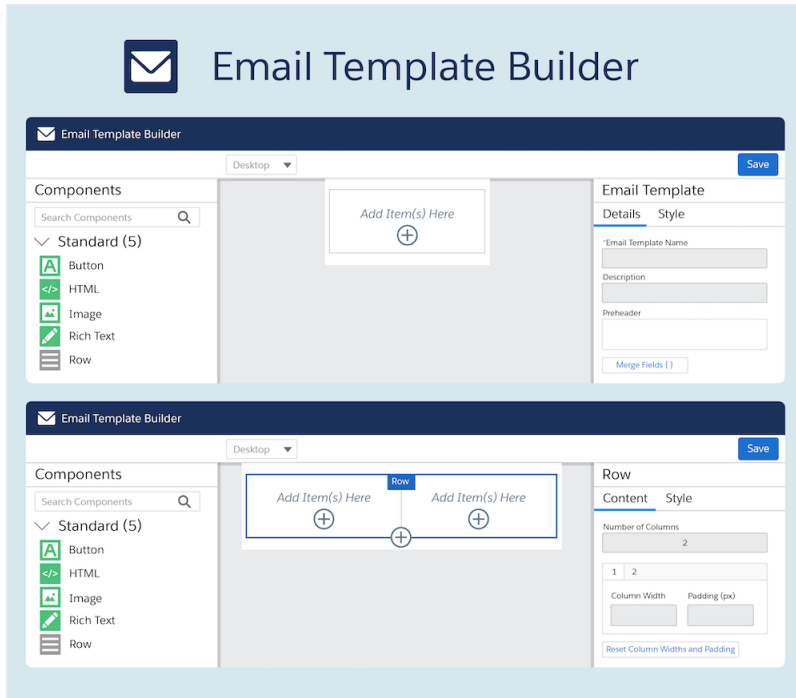 Email Template Builder
Email Template Builder
Desktop
Save
Components
Search Components
Standard (5)
A Button
</> HTML
Image
Rich Text
Row
Add Item(s) Here
Email Template
Details Style
*Email Template Name
Description
Preheader
Merge Fields { }
Email Template Builder
Desktop
Save
Components
Search Components
Standard (5)
A Button
</> HTML
Image
Rich Text
Row
Row
Add Item(s) Here Add Item(s) Here
Row
Content Style
Number of Columns
2
1 2
Column Width Padding (px)
Reset Column Widths and Padding